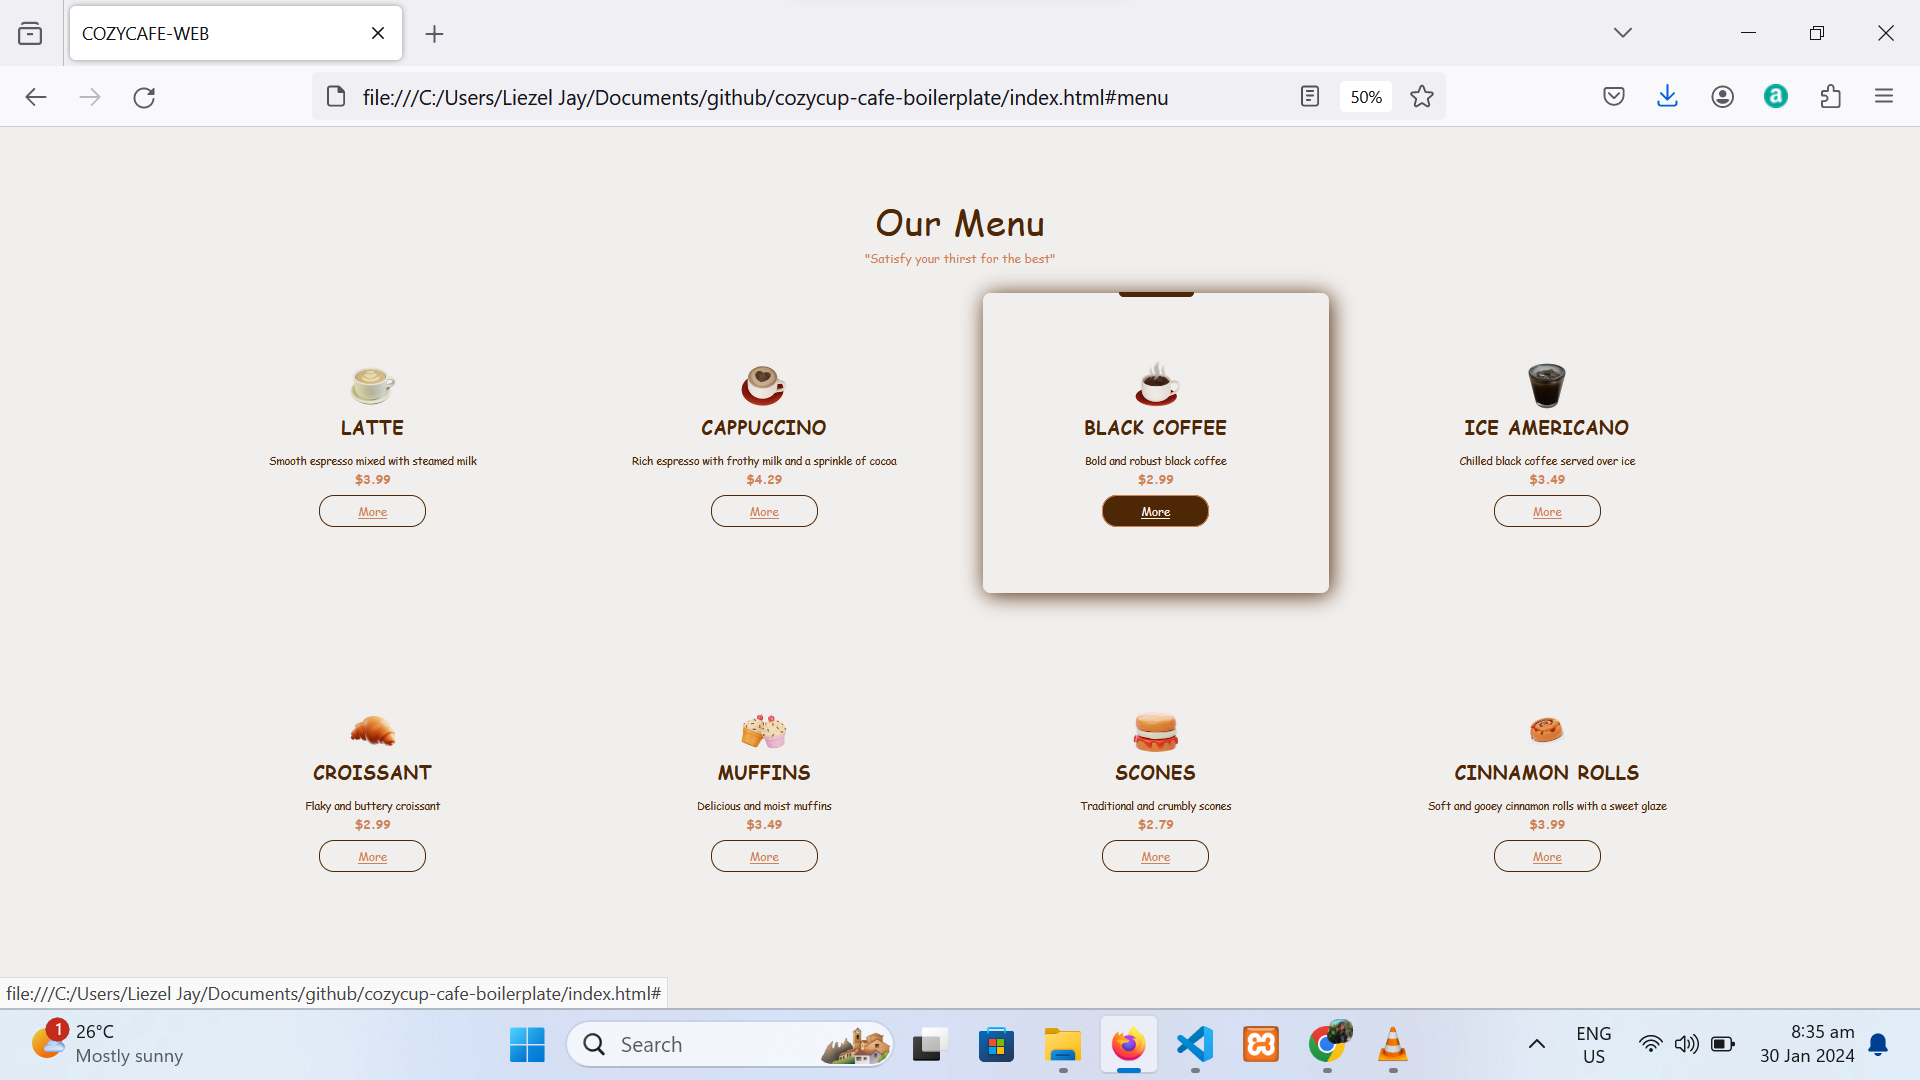 COZYCAFE-WEB
file:///C:/Users/Liezel Jay/Documents/github/cozycup-cafe-boilerplate/index.html#menu
50%
a
Our Menu
"Satisfy your thirst for the best"
LATTE
Smooth espresso mixed with steamed milk
$3.99
More
CAPPUCCINO
Rich espresso with frothy milk and a sprinkle of cocoa
$4.29
More
BLACK COFFEE
Bold and robust black coffee
$2.99
More
ICE AMERICANO
Chilled black coffee served over ice
$3.49
More
CROISSANT
Flaky and buttery croissant
$2.99
More
MUFFINS
Delicious and moist muffins
$3.49
More
SCONES
Traditional and crumbly scones
$2.79
More
CINNAMON ROLLS
Soft and gooey cinnamon rolls with a sweet glaze
$3.99
More
file:///C:/Users/Liezel Jay/Documents/github/cozycup-cafe-boilerplate/index.html#
1
26°C
Mostly sunny
Search
ENG
US
8:35 am
30 Jan 2024